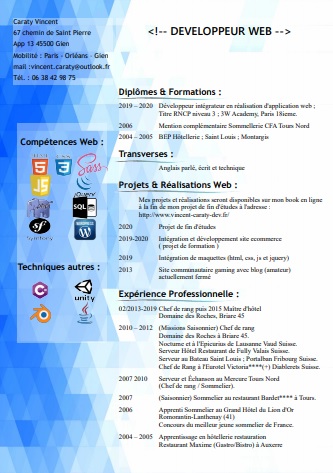 Caraty Vincent
67 chemin de Saint Pierre
App 13 45500 Gien
Mobilité : Paris - Orléans - Gien
mail :vincent.caraty@outlook.fr
Tél. : 06 38 42 98 75
<!-- DEVELOPPEUR WEB -->
Compétences Web :
HTML CSS Sass
JS
jQuery
SQL
Symfony WORDPRESS
Techniques autres :
unity
Diplômes & Formations :
2019 – 2020 Développeur intégrateur en réalisation d'application web ;
Titre RNCP niveau 3 ; 3W Academy, Paris 18ieme.
2006 Mention complémentaire Sommellerie CFA Tours Nord
2004 – 2005 BEP Hôtellerie ; Saint Louis ; Montargis
Transverses :
Anglais parlé, écrit et technique
Projets & Réalisations Web :
Mes projets et réalisations seront disponibles sur mon book en ligne
à la fin de mon projet de fin d'études à l'adresse :
http://www.vincent-caraty-dev.fr/
2020 Projet de fin d'études
2019-2020 Intégration et développement site ecommerce
( projet de formation )
2019 Intégration de maquettes (html, css, js et jquery)
2013 Site communautaire gaming avec blog (amateur)
actuellement fermé
Expérience Professionnelle :
02/2013-2019 Chef de rang puis 2015 Maître d'hôtel
Domaine des Roches, Briare 45
2010 – 2012 (Missions Saisonnier) Chef de rang
Domaine des Roches à Briare 45.
Nocturne et à l'Epicurius de Lausanne Vaud Suisse.
Serveur Hôtel Restaurant de Fully Valais Suisse.
Serveur au Bateau Saint Louis ; Portalban Fribourg Suisse.
Chef de Rang à l'Eurotel Victoria****(+) Diablerets Suisse.
2007 2010 Serveur et Échanson au Mercure Tours Nord
(Chef de rang / Sommelier).
2007 (Saisonnier) Sommelier au restaurant Bardet**** à Tours.
2006 Apprenti Sommelier au Grand Hôtel du Lion d'Or
Romorantin-Lanthenay (41)
Concours du meilleur jeune sommelier de France.
2004 – 2005 Apprentissage en hôtellerie restauration
Restaurant Maxime (Gastro/Bistro) à Auxerre